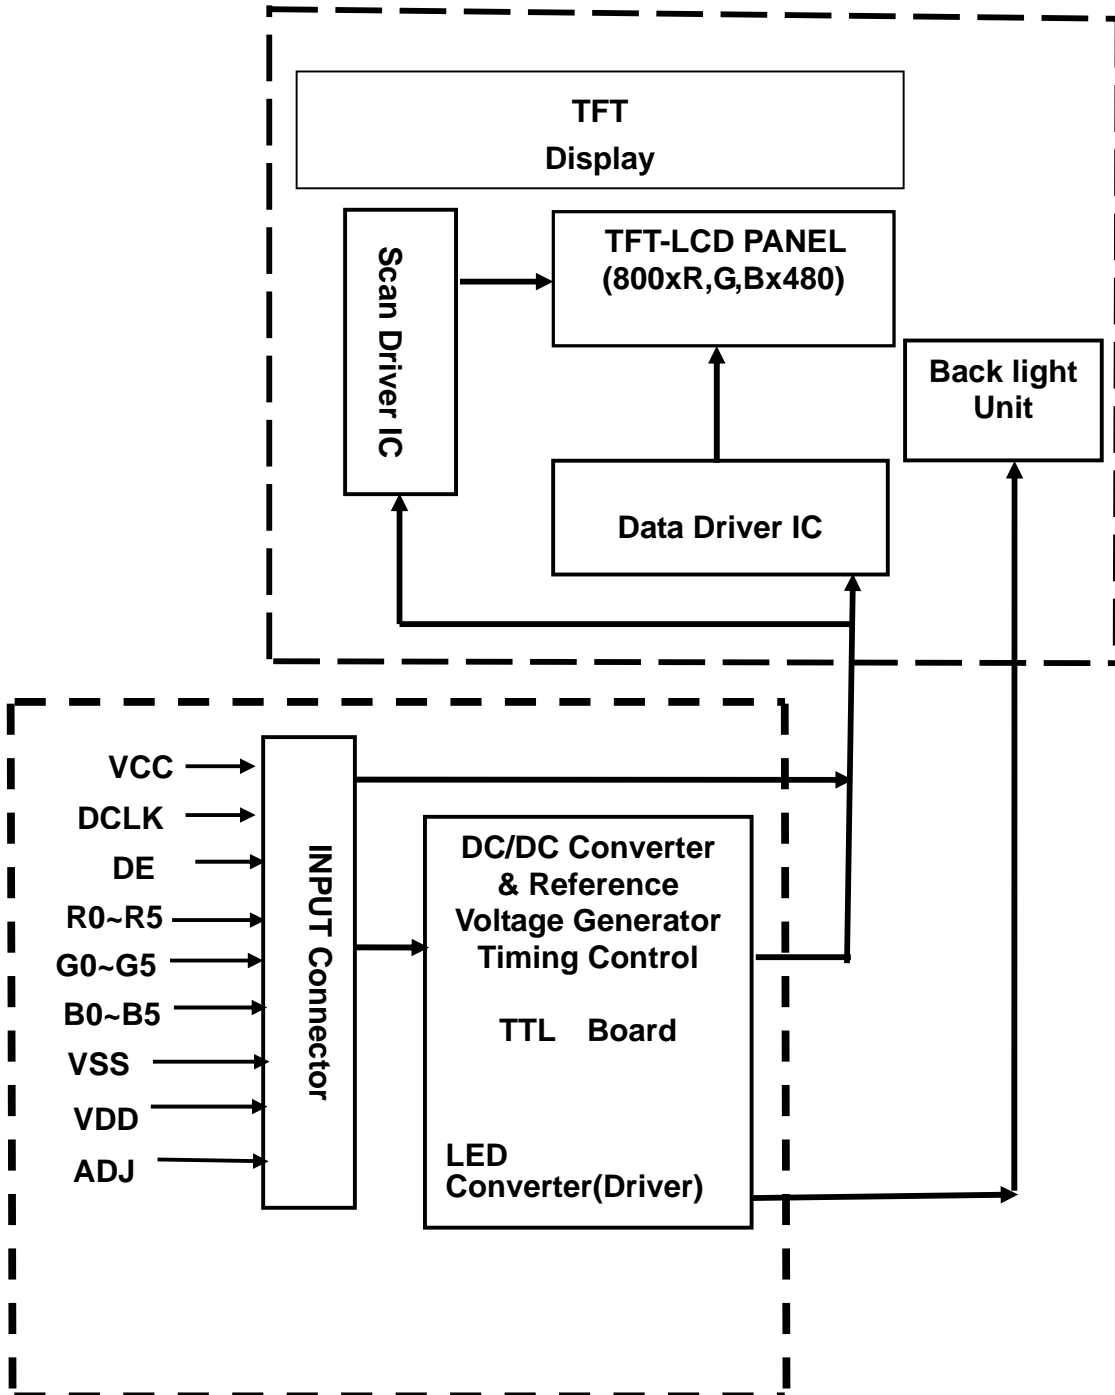 TFT
Display
TFT-LCD PANEL
(800xR,G,Bx480)
Scan Driver IC
Back light
Unit
Data Driver IC
VCC
DCLK
DE
R0~R5
G0~G5
B0~B5
VSS
VDD
ADJ
INPUT Connector
DC/DC Converter
& Reference
Voltage Generator
Timing Control
TTL Board
LED
Converter(Driver)